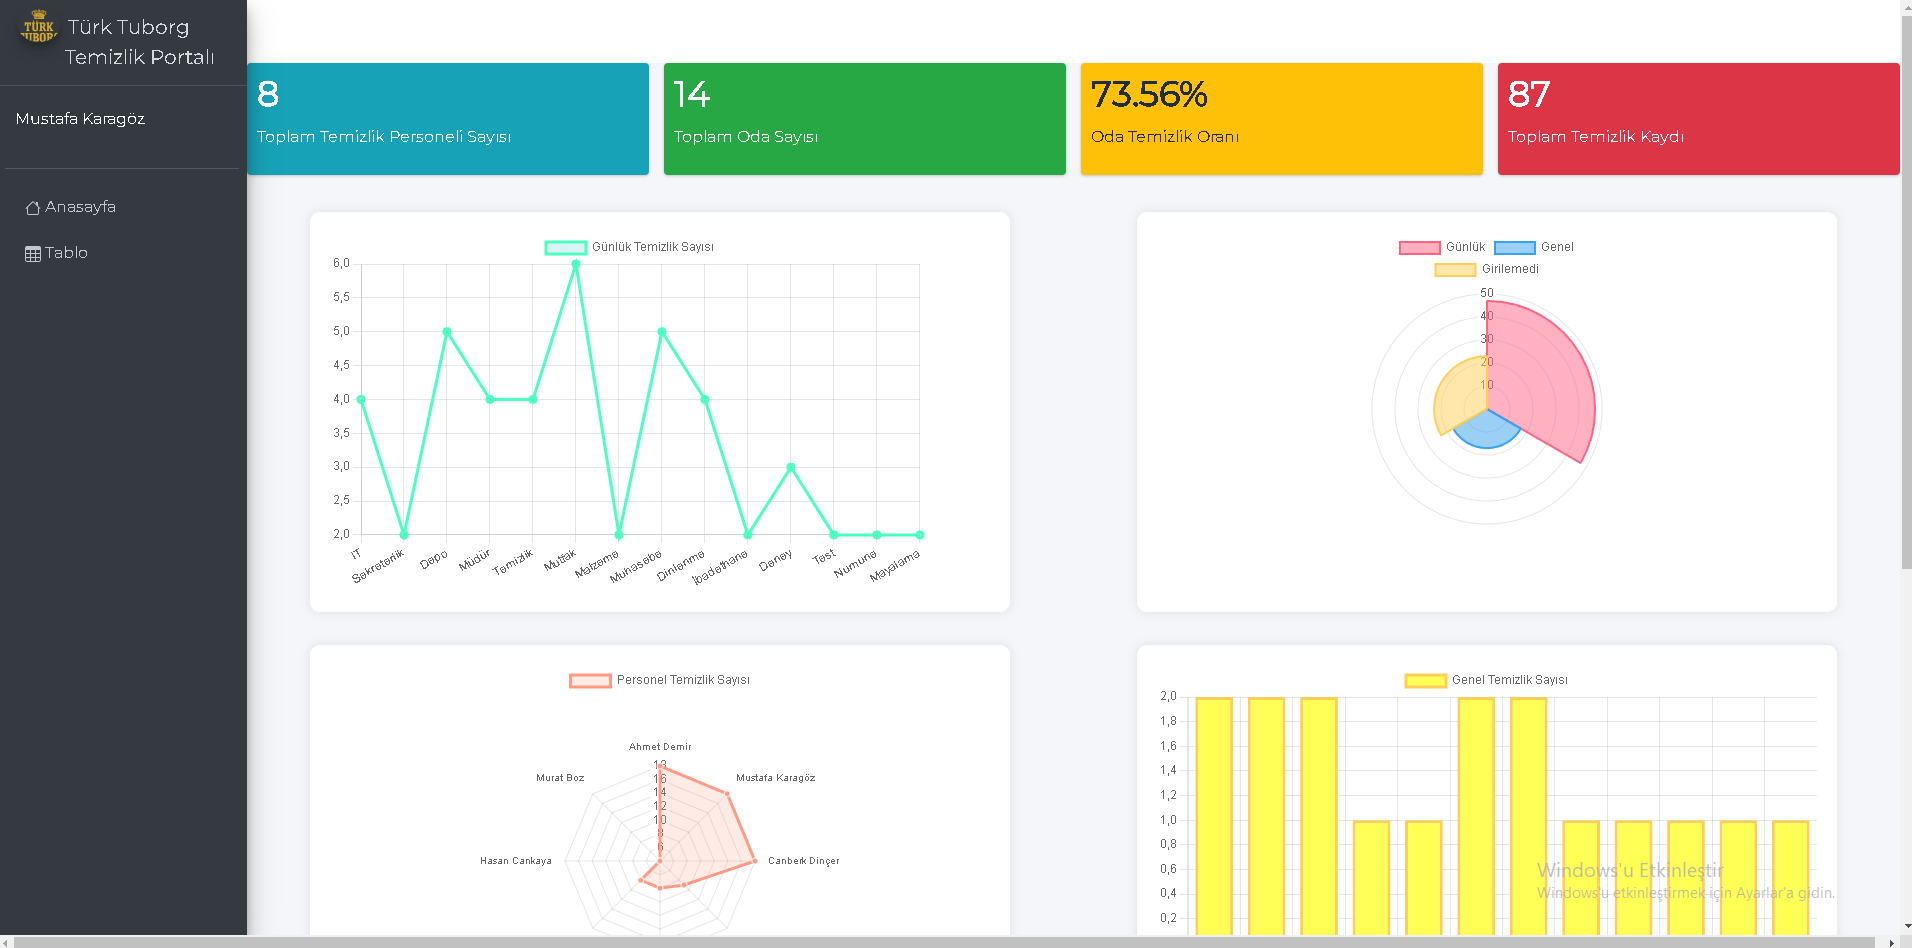 TÜRK
TUBORG
Türk Tuborg
Temizlik Portalı
Mustafa Karagöz
Anasayfa
Tablo
8
Toplam Temizlik Personeli Sayısı
14
Toplam Oda Sayısı
73.56%
Oda Temizlik Oranı
87
Toplam Temizlik Kaydı
Günlük Temizlik Sayısı
6,0
5,5
5,0
4,5
4,0
3,5
3,0
2,5
2,0
IT
Sekreterlik
Depo
Müdür
Temizlik
Mutfak
Malzeme
Muhasebe
Dinlenme
İbadethane
Deney
Test
Numune
Mayalama
Günlük Genel
Girilemedi
50
40
30
20
10
Personel Temizlik Sayısı
Ahmet Demir
Murat Boz
Mustafa Karagöz
18
16
14
12
10
8
6
Hasan Cankaya
Canberk Dinçer
Genel Temizlik Sayısı
2,0
1,8
1,6
1,4
1,2
1,0
0,8
0,6
0,4
0,2
Windows'u Etkinleştir
Windows'u etkinleştirmek için Ayarlar'a gidin.